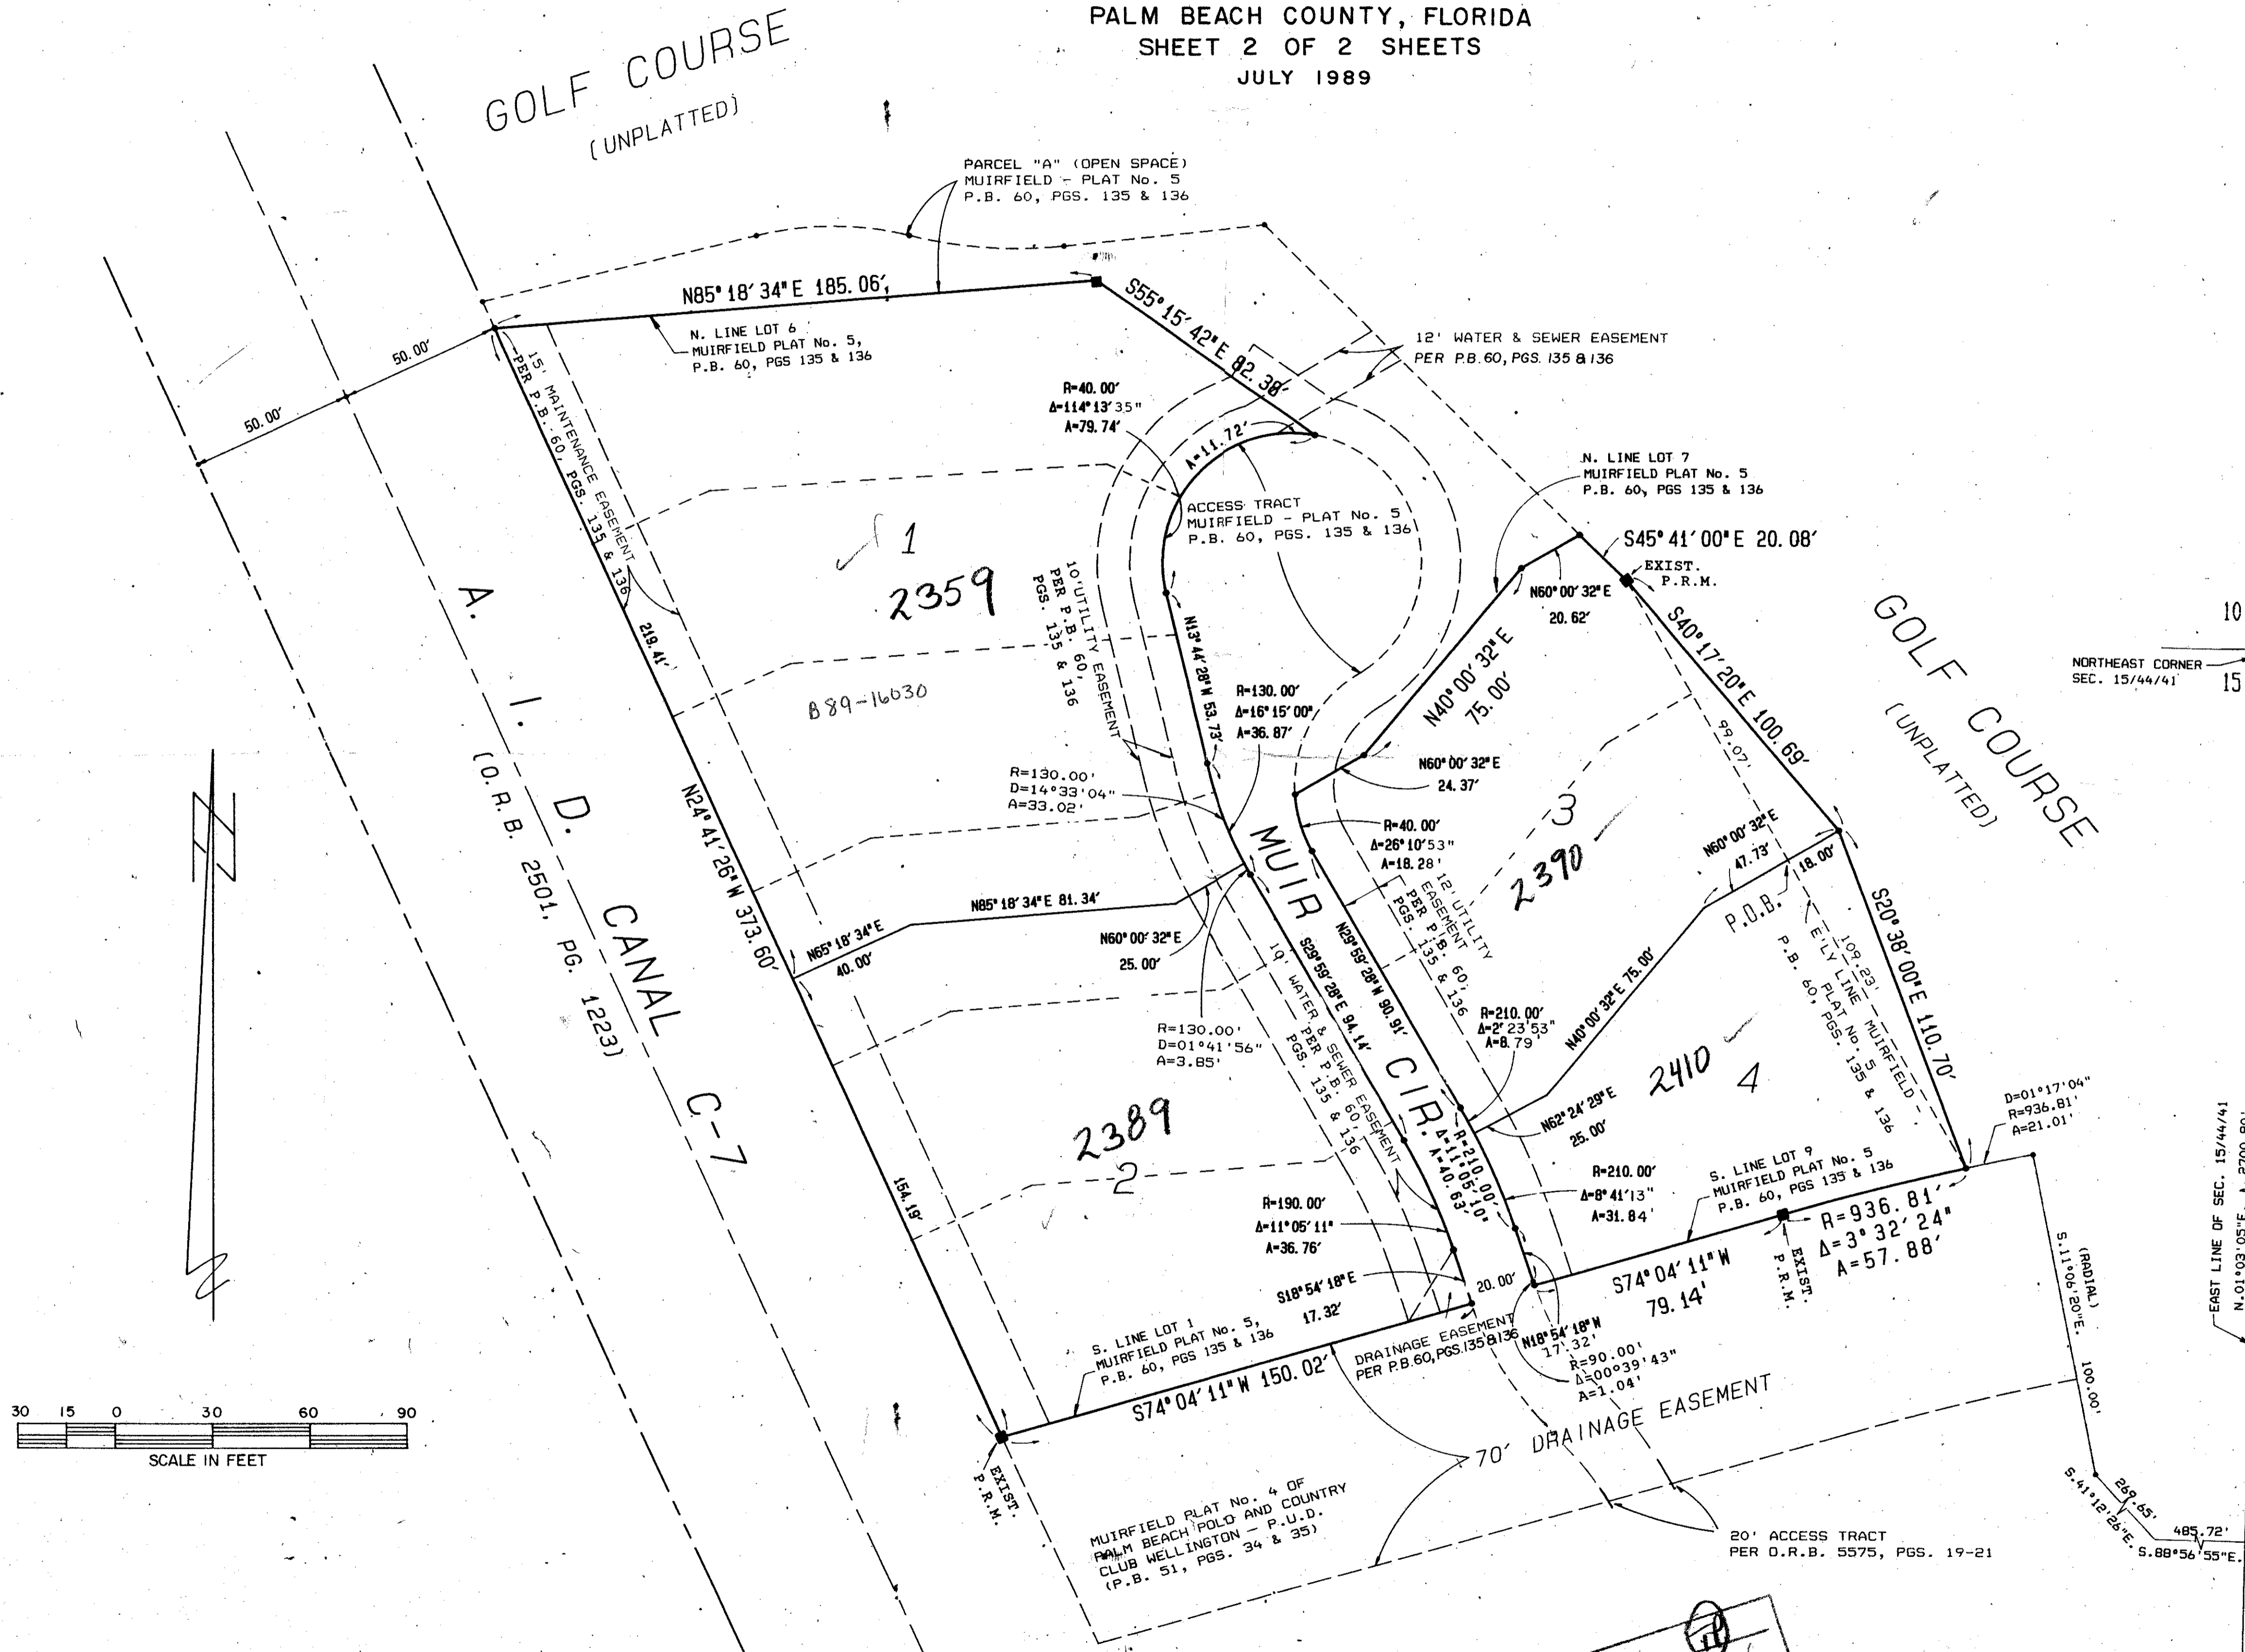 PALM BEACH COUNTY, FLORIDA
SHEET 2 OF 2 SHEETS
JULY 1989
GOLF COURSE
(UNPLATTED)
PARCEL "A" (OPEN SPACE)
MUIRFIELD - PLAT No. 5
P.B. 60, PGS. 135 & 136
N85°18'34"E 185.06'
S55°15'42"E 82.38'
N. LINE LOT 6
MUIRFIELD PLAT No. 5,
P.B. 60, PGS 135 & 136
50.00'
50.00'
15' MAINTENANCE EASEMENT
PER P.B. 60, PGS. 135 & 136
12' WATER & SEWER EASEMENT
PER P.B. 60, PGS. 135 & 136
R=40.00'
Δ=114°13'35"
A=79.74'
A=11.72'
ACCESS TRACT
MUIRFIELD - PLAT No. 5
P.B. 60, PGS. 135 & 136
N. LINE LOT 7
MUIRFIELD PLAT No. 5
P.B. 60, PGS 135 & 136
S45°41'00"E 20.08'
EXIST.
P.R.M.
N60°00'32"E
20.62'
S40°17'20"E 100.69'
GOLF COURSE
(UNPLATTED)
10
NORTHEAST CORNER
SEC. 15/44/41
15
1
2359
B89-16030
10' UTILITY EASEMENT
PER P.B. 60,
PGS. 135 & 136
219.41'
N13°44'28"W 53.73'
R=130.00'
Δ=16°15'00"
A=36.87'
N40°00'32"E
75.00'
99.07'
R=130.00'
D=14°33'04"
A=33.02'
N60°00'32"E
24.37'
3
2390
R=40.00'
Δ=26°10'53"
A=18.28'
N60°00'32"E
47.73'
18.00'
P.O.B.
A. I. D. CANAL C-7
(O.R.B. 2501, PG. 1223)
N24°41'26"W 373.60'
N65°18'34"E
40.00'
N85°18'34"E 81.34'
N60°00'32"E
25.00'
MUIR CIR.
S29°59'28"E 94.14'
N29°59'28"W 90.91'
12' UTILITY
EASEMENT
PER P.B. 60,
PGS. 135 & 136
10' WATER & SEWER EASEMENT
PER P.B. 60,
PGS. 135 & 136
R=130.00'
D=01°41'56"
A=3.85'
R=210.00'
Δ=2°23'53"
A=8.79'
N40°00'32"E 75.00'
S20°38'00"E 110.70'
109.23'
E'LY LINE MUIRFIELD -
PLAT No. 5
P.B. 60, PGS. 135 & 136
2410
4
2389
2
N62°24'29"E
25.00'
D=01°17'04"
R=936.81'
A=21.01'
R=210.00'
Δ=11°05'10"
A=40.63'
R=210.00'
Δ=8°41'13"
A=31.84'
S. LINE LOT 9
MUIRFIELD PLAT No. 5
P.B. 60, PGS 135 & 136
154.19'
R=190.00'
Δ=11°05'11"
A=36.76'
S18°54'18"E
17.32'
20.00'
R=936.81'
Δ=3°32'24"
A=57.88'
EXIST.
P.R.M.
S74°04'11"W
79.14'
(RADIAL)
S.11°06'20"E. 100.00'
EAST LINE OF SEC. 15/44/41
S. LINE LOT 1
MUIRFIELD PLAT No. 5,
P.B. 60, PGS 135 & 136
S74°04'11"W 150.02'
DRAINAGE EASEMENT
PER P.B.60,PGS.135&136
N18°54'18"W
17.32'
R=90.00'
Δ=00°39'43"
A=1.04'
70' DRAINAGE EASEMENT
30 15 0 30 60 90
SCALE IN FEET
EXIST.
P.R.M.
MUIRFIELD PLAT No. 4 OF
PALM BEACH POLO AND COUNTRY
CLUB WELLINGTON - P.U.D.
(P.B. 51, PGS. 34 & 35)
20' ACCESS TRACT
PER O.R.B. 5575, PGS. 19-21
269.65'
S.41°12'26"E.
485.72'
S.88°56'55"E.